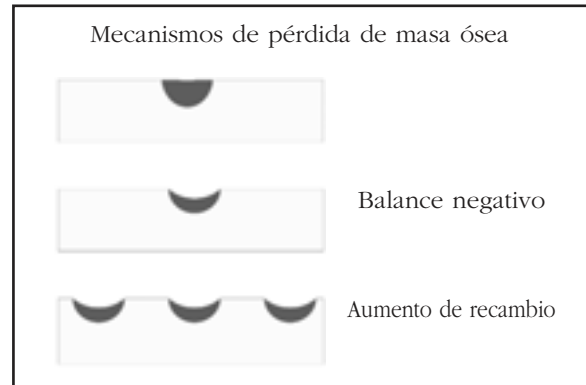 Mecanismos de pérdida de masa ósea
Balance negativo
Aumento de recambio